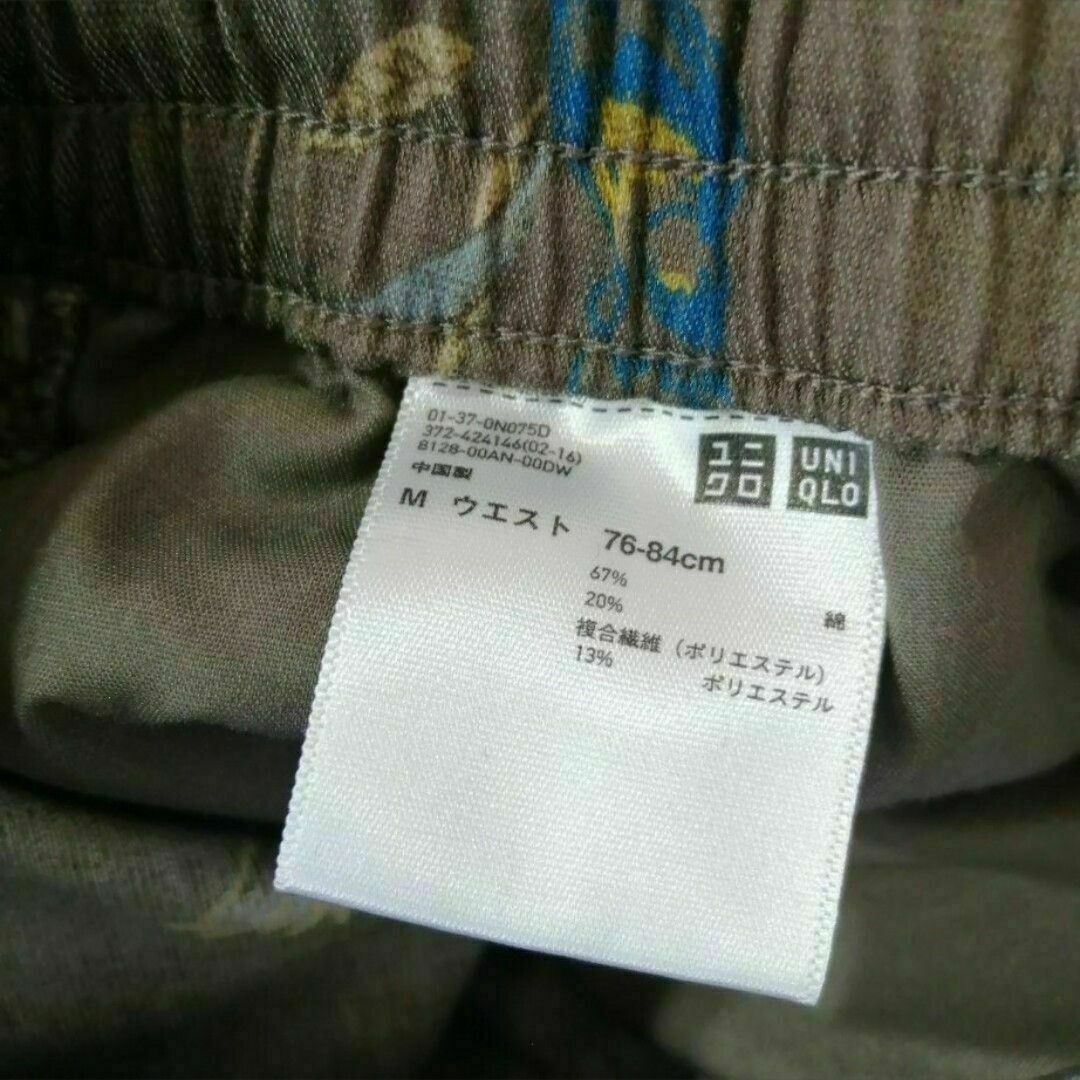 01-37-0N075D
372-424146(02-16)
8128-00AN-00DW
中国製
ユニ
クロ
UNI
QLO
M ウエスト 76-84cm
67% 綿
20%
複合繊維（ポリエステル）
13% ポリエステル